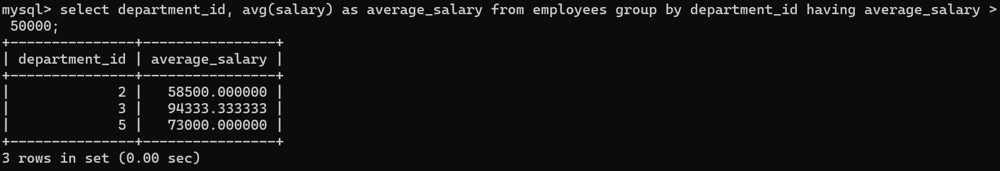 mysql> select department_id, avg(salary) as average_salary from employees group by department_id having average_salary >
 50000;
+---------------+----------------+
| department_id | average_salary |
+---------------+----------------+
|             2 |   58500.000000 |
|             3 |   94333.333333 |
|             5 |   73000.000000 |
+---------------+----------------+
3 rows in set (0.00 sec)